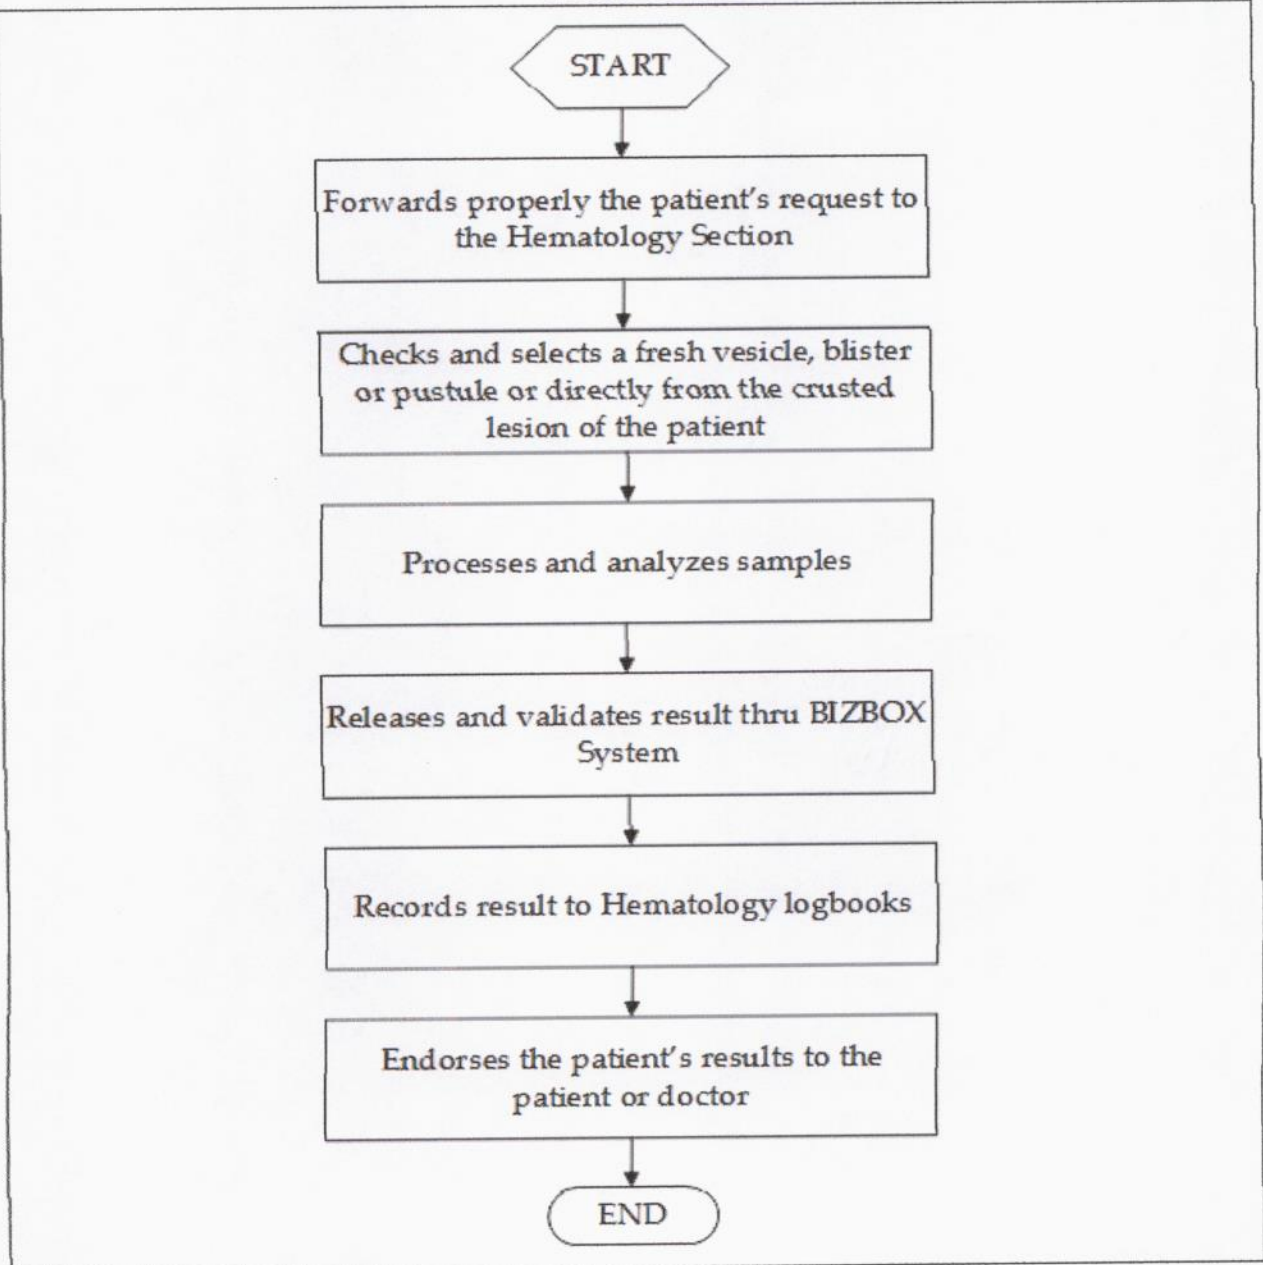 START
Forwards properly the patient's request to
the Hematology Section
Checks and selects a fresh vesicle, blister
or pustule or directly from the crusted
lesion of the patient
Processes and analyzes samples
Releases and validates result thru BIZBOX
System
Records result to Hematology logbooks
Endorses the patient's results to the
patient or doctor
END